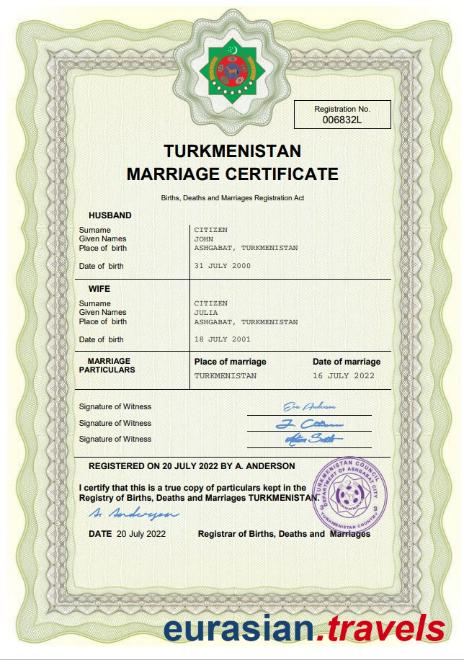 Registration No.
006832L
TURKMENISTAN
MARRIAGE CERTIFICATE
Births, Deaths and Marriages Registration Act
HUSBAND
Surname CITIZEN
Given Names JOHN
Place of birth ASHGABAT, TURKMENISTAN
Date of birth 31 JULY 2000
WIFE
Surname CITIZEN
Given Names JULIA
Place of birth ASHGABAT, TURKMENISTAN
Date of birth 18 JULY 2001
MARRIAGE PARTICULARS
Place of marriage Date of marriage
TURKMENISTAN 16 JULY 2022
Signature of Witness
Signature of Witness
Signature of Witness
REGISTERED ON 20 JULY 2022 BY A. ANDERSON
I certify that this is a true copy of particulars kept in the
Registry of Births, Deaths and Marriages TURKMENISTAN.
A. Anderson
TURKMENISTAN COUNCIL
DEPARTMENT OF ASHGABAT CITY
TURKMENISTAN COUNTRY
DATE 20 July 2022 Registrar of Births, Deaths and Marriages
eurasian.travels